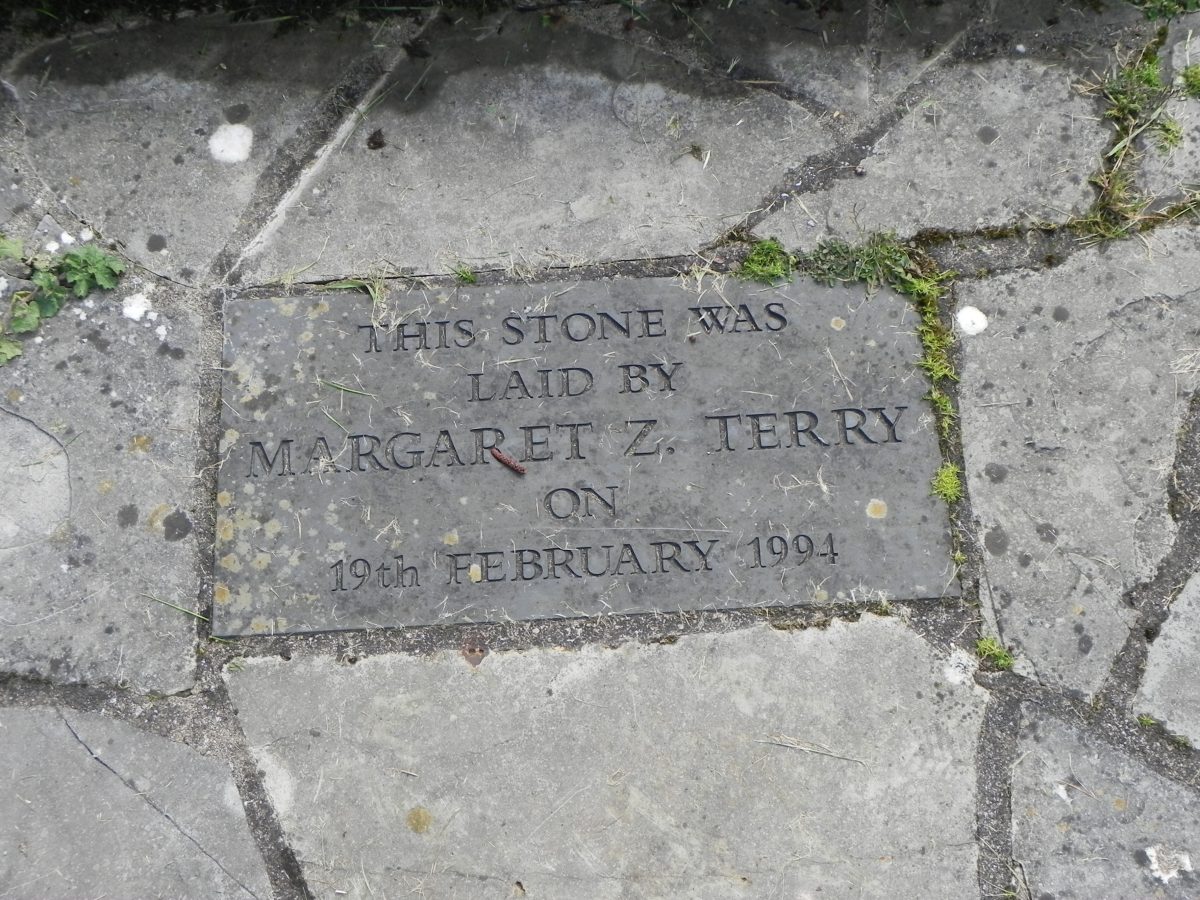 THIS STONE WAS
LAID BY
MARGARET Z. TERRY
ON
19th FEBRUARY 1994